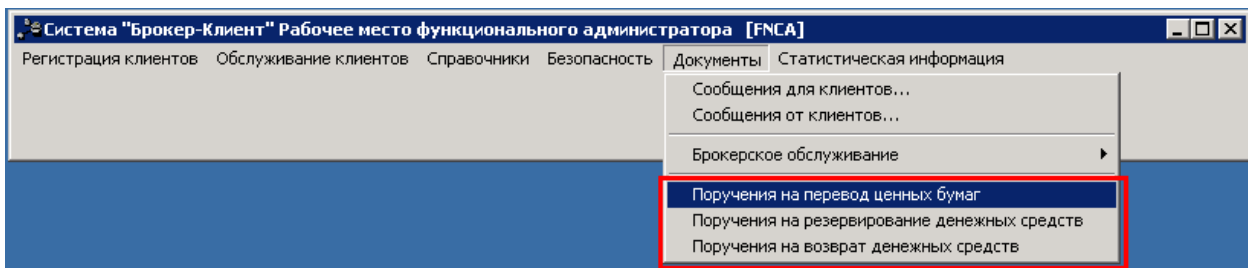 Система "Брокер-Клиент" Рабочее место функционального администратора [FNCA]
Регистрация клиентов Обслуживание клиентов Справочники Безопасность Документы Статистическая информация
Сообщения для клиентов...
Сообщения от клиентов...
Брокерское обслуживание
Поручения на перевод ценных бумаг
Поручения на резервирование денежных средств
Поручения на возврат денежных средств